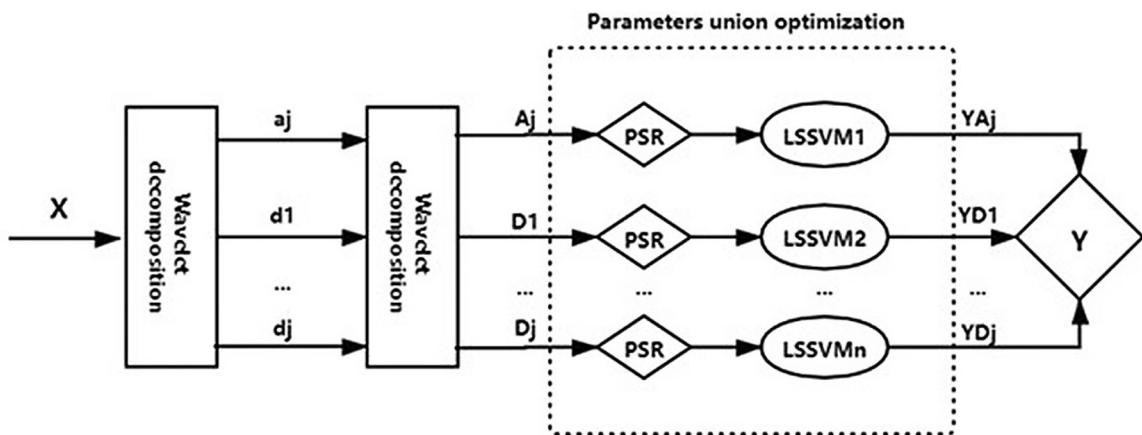 Parameters union optimization
X
Wavelet
decomposition
aj
d1
...
dj
Wavelet
decomposition
Aj
D1
...
Dj
PSR
PSR
...
PSR
LSSVM1
LSSVM2
...
LSSVMn
YAj
YD1
...
YDj
Y